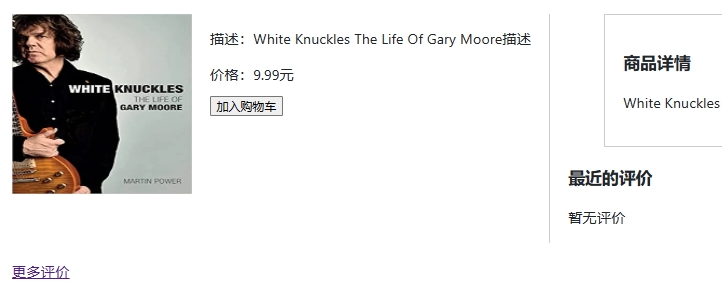 WHITE KNUCKLES
THE LIFE OF
GARY MOORE
MARTIN POWER
描述：White Knuckles The Life Of Gary Moore描述
价格：9.99元
加入购物车
商品详情
White Knuckles
最近的评价
暂无评价
更多评价